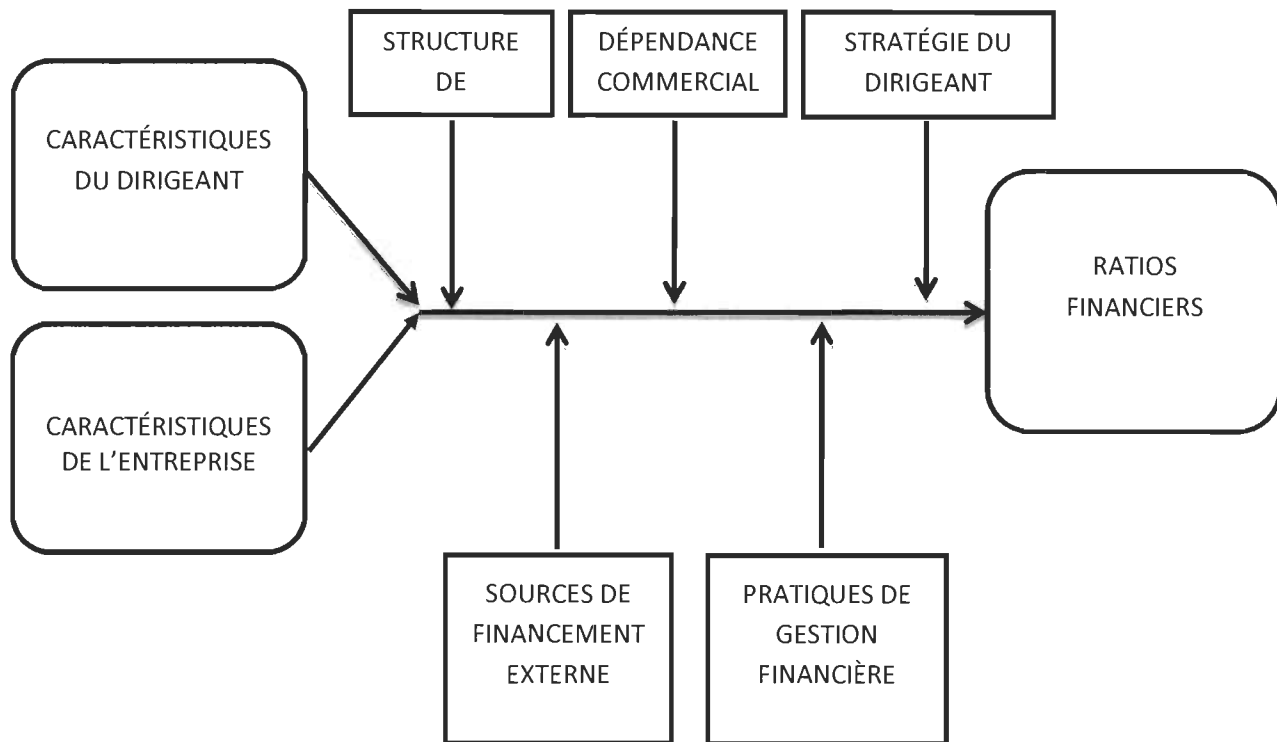 STRUCTURE
DE
DÉPENDANCE
COMMERCIAL
STRATÉGIE DU
DIRIGEANT
CARACTÉRISTIQUES
DU DIRIGEANT
RATIOS
FINANCIERS
CARACTÉRISTIQUES
DE L'ENTREPRISE
SOURCES DE
FINANCEMENT
EXTERNE
PRATIQUES DE
GESTION
FINANCIÈRE